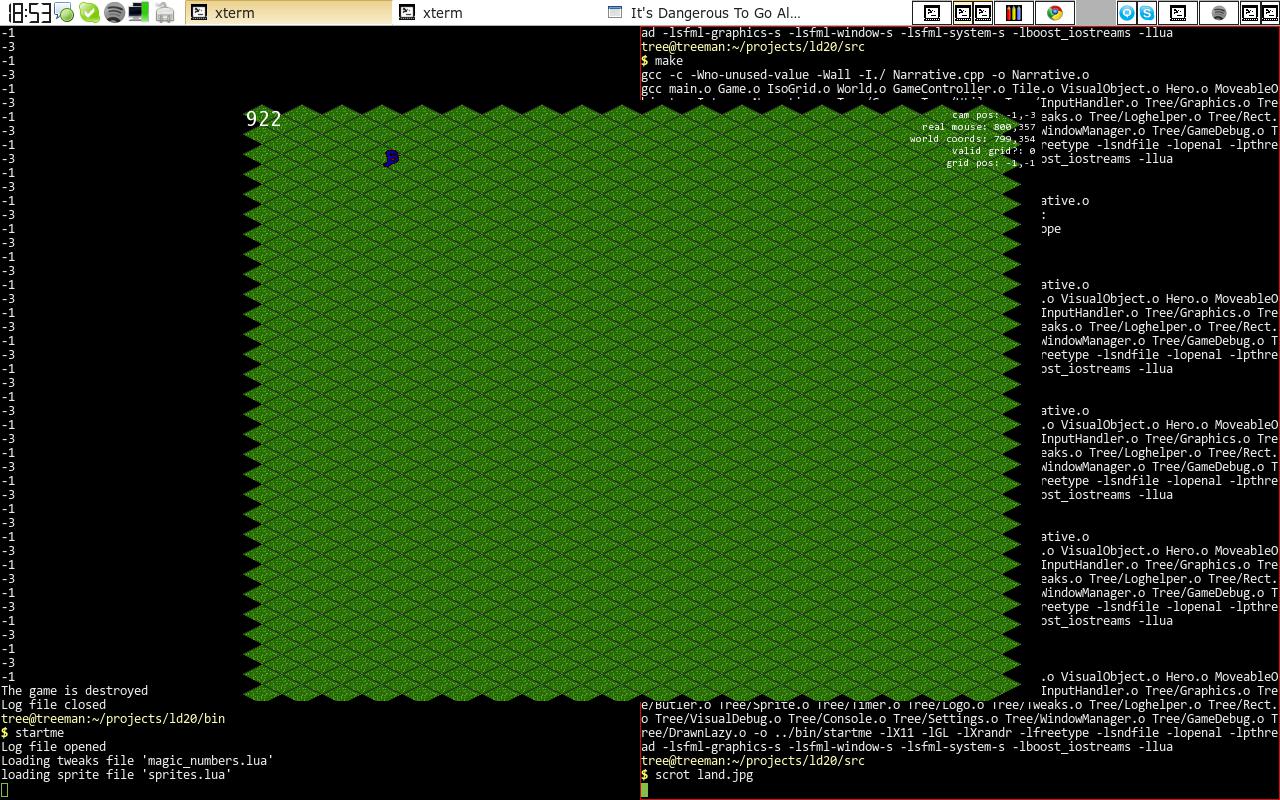 18:53 xterm xterm It's Dangerous To Go Al...
-1
-3
-1
-3
-1
-3
-1
-3
-1
-3
-1
-3
-1
-3
-1
-3
-1
-3
-1
-3
-1
-3
-1
-3
-1
-3
-1
-3
-1
-3
-1
-3
-1
-3
-1
-3
-1
-3
-1
-3
-1
-3
-1
-3
-1
-3
-1
The game is destroyed
Log file closed
tree@treeman:~/projects/ld20/bin
$ startme
Log file opened
Loading tweaks file 'magic_numbers.lua'
loading sprite file 'sprites.lua'
922
cam pos: -1,-3
real mouse: 800,357
world coords: 799,354
valid grid?: 0
grid pos: -1,-1
ad -lsfml-graphics-s -lsfml-window-s -lsfml-system-s -lboost_iostreams -llua
tree@treeman:~/projects/ld20/src
$ make
gcc -c -Wno-unused-value -Wall -I./ Narrative.cpp -o Narrative.o
gcc main.o Game.o IsoGrid.o World.o GameController.o Tile.o VisualObject.o Hero.o MoveableO
InputHandler.o Tree/Graphics.o Tre
eaks.o Tree/Loghelper.o Tree/Rect.
WindowManager.o Tree/GameDebug.o T
reetype -lsndfile -lopenal -lpthre
ost_iostreams -llua
ative.o
:
ope
ative.o
.o VisualObject.o Hero.o MoveableO
InputHandler.o Tree/Graphics.o Tre
eaks.o Tree/Loghelper.o Tree/Rect.
WindowManager.o Tree/GameDebug.o T
reetype -lsndfile -lopenal -lpthre
ost_iostreams -llua
ative.o
.o VisualObject.o Hero.o MoveableO
InputHandler.o Tree/Graphics.o Tre
eaks.o Tree/Loghelper.o Tree/Rect.
WindowManager.o Tree/GameDebug.o T
reetype -lsndfile -lopenal -lpthre
ost_iostreams -llua
ative.o
.o VisualObject.o Hero.o MoveableO
InputHandler.o Tree/Graphics.o Tre
eaks.o Tree/Loghelper.o Tree/Rect.
WindowManager.o Tree/GameDebug.o T
reetype -lsndfile -lopenal -lpthre
ost_iostreams -llua
.o VisualObject.o Hero.o MoveableO
InputHandler.o Tree/Graphics.o Tre
e/Butler.o Tree/Sprite.o Tree/Timer.o Tree/Logo.o Tree/Tweaks.o Tree/Loghelper.o Tree/Rect.
o Tree/VisualDebug.o Tree/Console.o Tree/Settings.o Tree/WindowManager.o Tree/GameDebug.o T
ree/DrawnLazy.o -o ../bin/startme -lX11 -lGL -lXrandr -lfreetype -lsndfile -lopenal -lpthre
ad -lsfml-graphics-s -lsfml-window-s -lsfml-system-s -lboost_iostreams -llua
tree@treeman:~/projects/ld20/src
$ scrot land.jpg